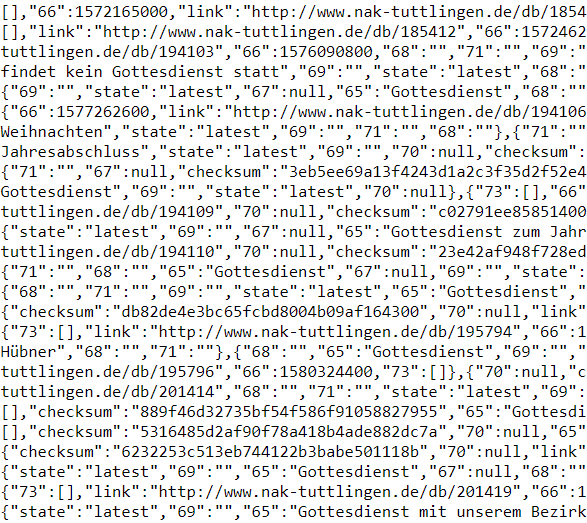 [],"66":1572165000,"link":"http://www.nak-tuttlingen.de/db/1854
[],"link":"http://www.nak-tuttlingen.de/db/185412","66":1572462
tuttlingen.de/db/194103","66":1576090800,"68":"","71":"","69":"
findet kein Gottesdienst statt","69":"","state":"latest","68":"
{"69":"","state":"latest","67":null,"65":"Gottesdienst","68":""
{"66":1577262600,"link":"http://www.nak-tuttlingen.de/db/194106
Weihnachten","state":"latest","69":"","71":"","68":""},{"71":""
Jahresabschluss","state":"latest","69":"","70":null,"checksum":
{"71":"","67":null,"checksum":"3eb5ee69a13f4243d1a2c3f35d2f52e4
Gottesdienst","69":"","state":"latest","70":null},{"73":[],"66"
tuttlingen.de/db/194109","70":null,"checksum":"c02791ee85851400
{"state":"latest","69":"","67":null,"65":"Gottesdienst zum Jahr
tuttlingen.de/db/194110","70":null,"checksum":"23e42af948f728ed
{"71":"","68":"","65":"Gottesdienst","67":null,"69":"","state":
{"68":"","71":"","69":"","state":"latest","65":"Gottesdienst","
{"checksum":"db82de4e3bc65fcbd8004b09af164300","70":null,"link"
{"73":[],"link":"http://www.nak-tuttlingen.de/db/195794","66":1
Hübner","68":"","71":""},{"68":"","65":"Gottesdienst","69":"","
tuttlingen.de/db/195796","66":1580324400,"73":[]},{"70":null,"c
tuttlingen.de/db/201414","68":"","71":"","state":"latest","69":
[],"checksum":"889f46d32735bf54f586f91058827955","65":"Gottesdi
[],"checksum":"5316485d2af90f78a418b4ade882dc7a","70":null,"65"
{"checksum":"6232253c513eb744122b3babe501118b","70":null,"link"
{"state":"latest","69":"","65":"Gottesdienst","67":null,"68":""
{"73":[],"link":"http://www.nak-tuttlingen.de/db/201419","66":1
{"state":"latest","69":"","65":"Gottesdienst mit unserem Bezirk